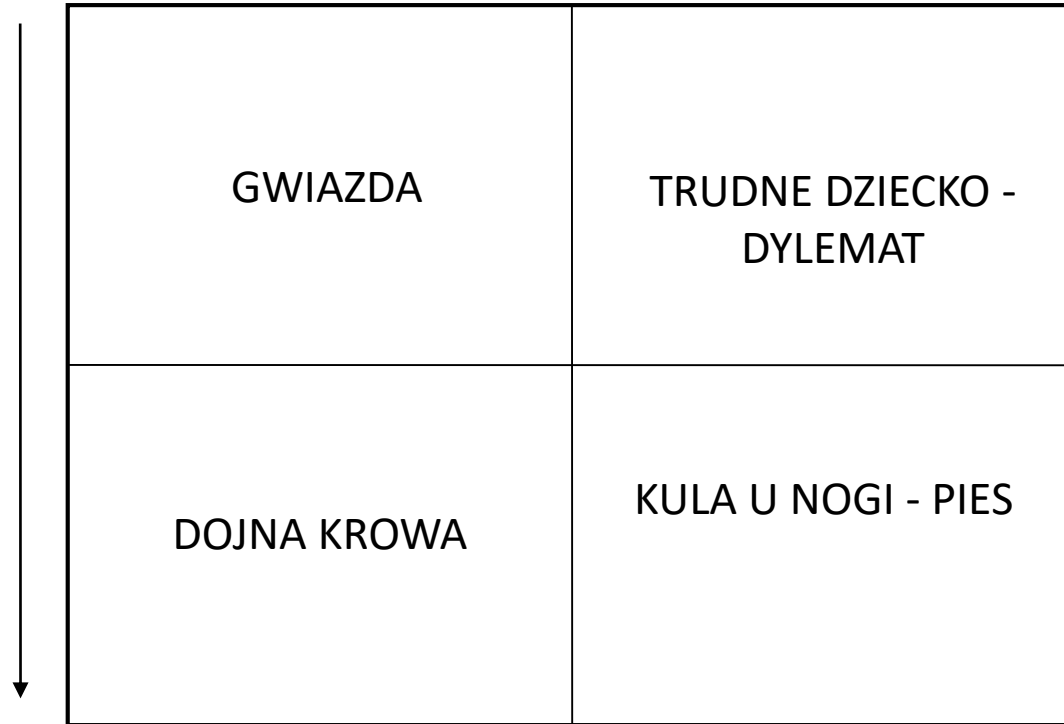 GWIAZDA
TRUDNE DZIECKO -
DYLEMAT
DOJNA KROWA
KULA U NOGI - PIES